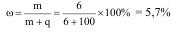 ω = m/(m + q) = 6/(6 + 100) × 100% = 5,7%